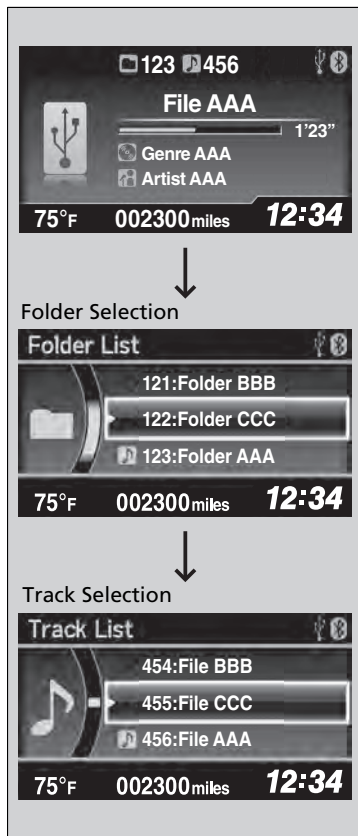 123 456
File AAA
1'23"
Genre AAA
Artist AAA
75°F 002300 miles 12:34
Folder Selection
Folder List
121:Folder BBB
122:Folder CCC
123:Folder AAA
75°F 002300 miles 12:34
Track Selection
Track List
454:File BBB
455:File CCC
456:File AAA
75°F 002300 miles 12:34